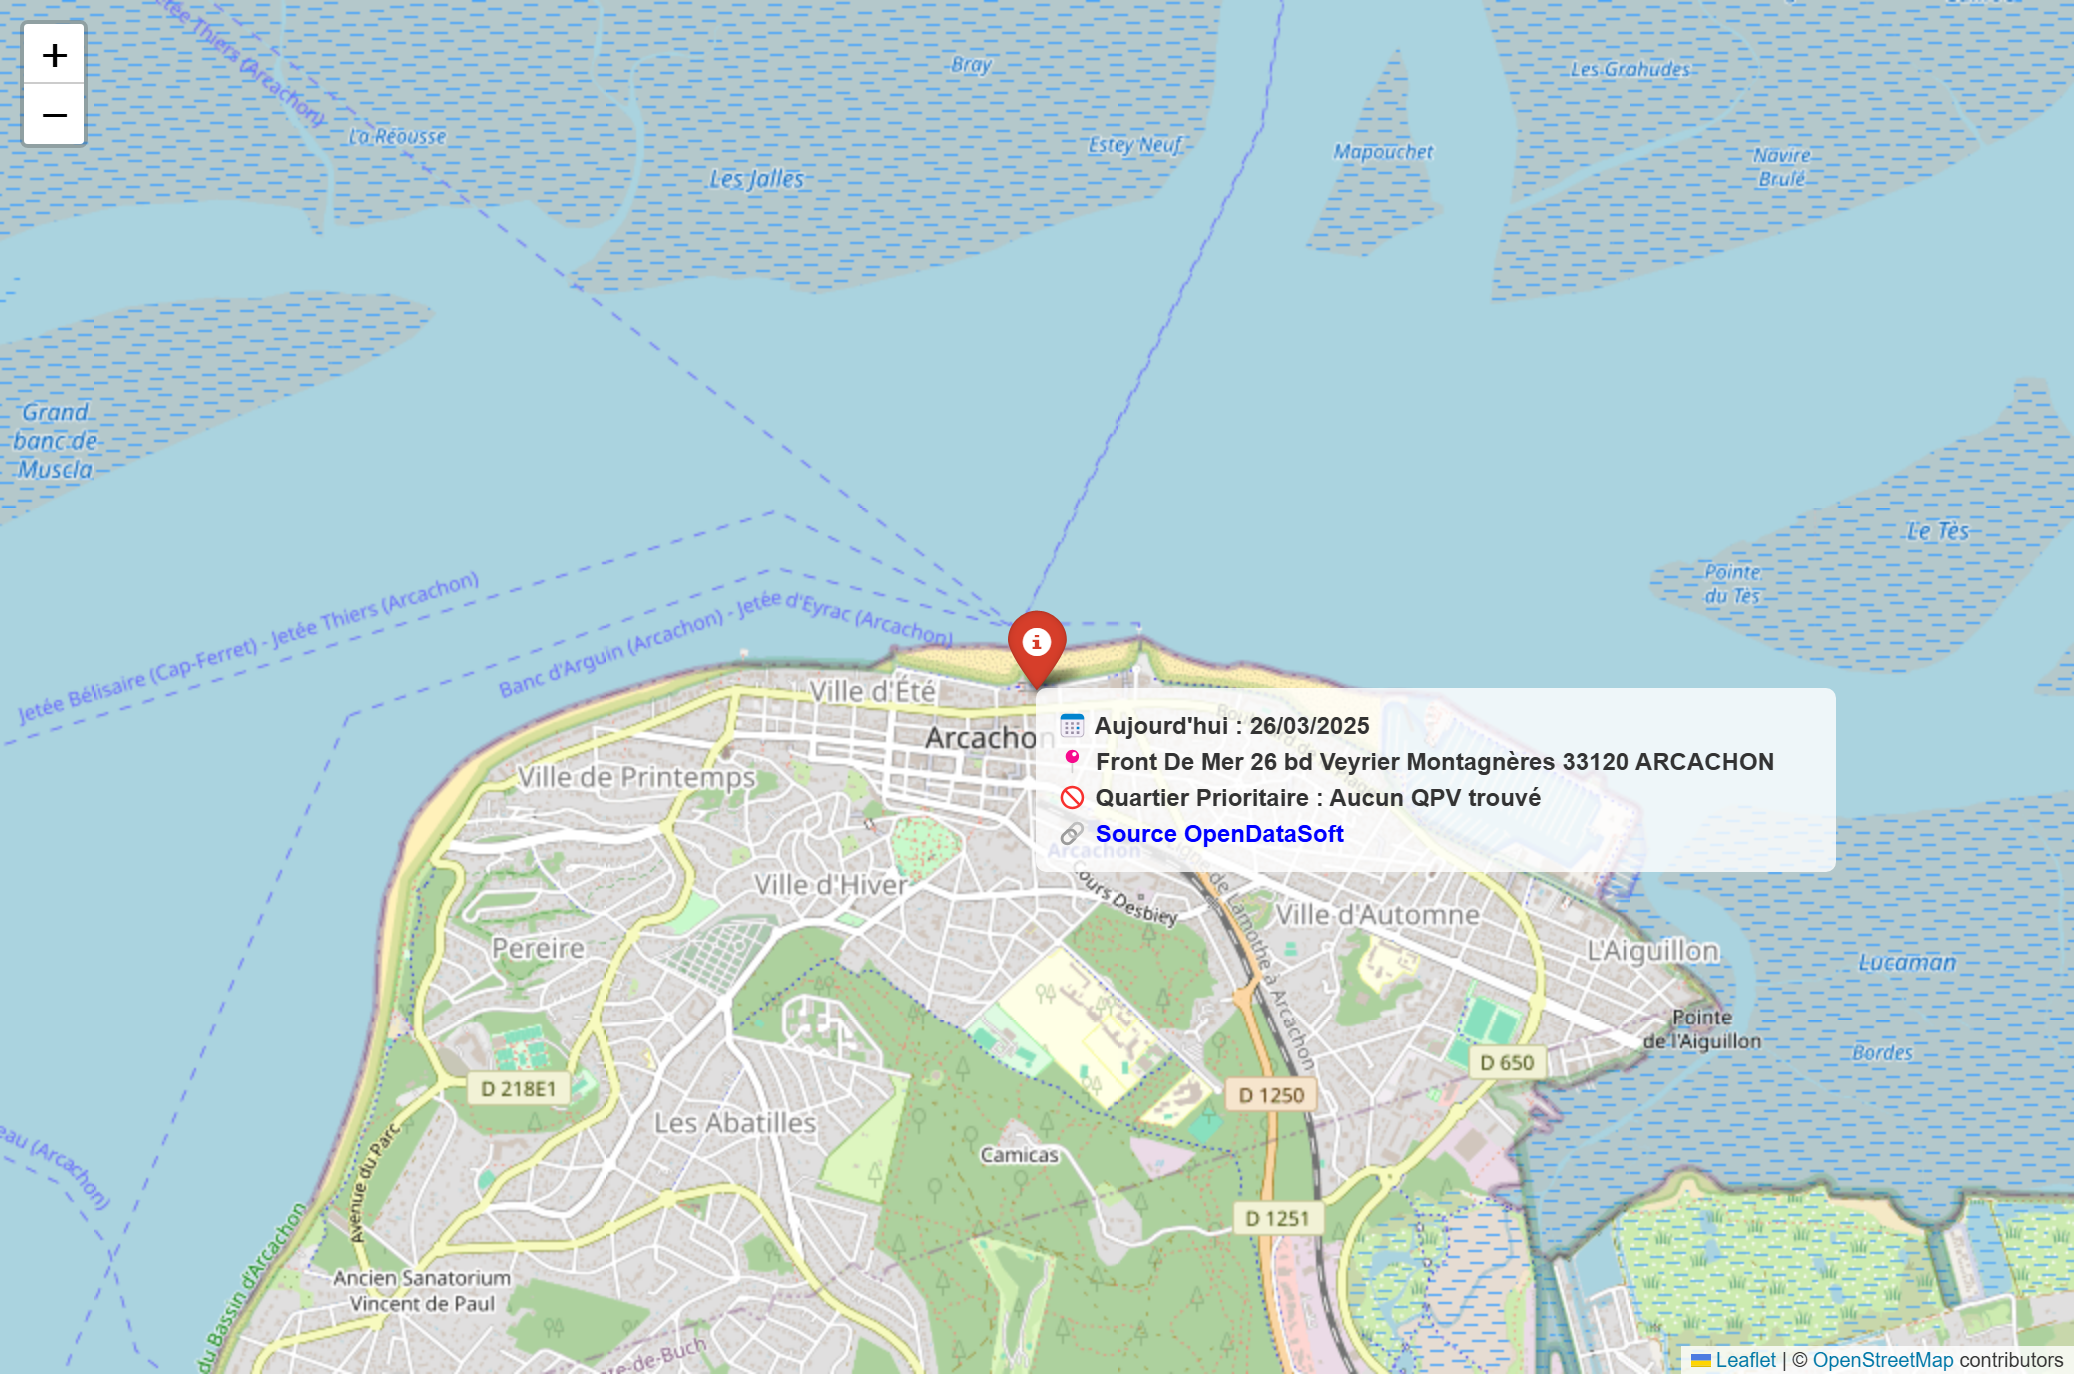 +
−
etée Thiers (Arcachon)
Bray
Les Grahudes
La Réousse
Estey Neuf
Mapouchet
Navire
Brulé
Les Jalles
Grand
banc de
Muscla
Le Tès
Pointe
du Tès
Jetée Bélisaire (Cap-Ferret) - Jetée Thiers (Arcachon)
Banc d'Arguin (Arcachon) - Jetée d'Eyrac (Arcachon)
Ville d'Été
Arcachon
Aujourd'hui : 26/03/2025
Front De Mer 26 bd Veyrier Montagnères 33120 ARCACHON
Quartier Prioritaire : Aucun QPV trouvé
Source OpenDataSoft
Ville de Printemps
Arcachon
Ville d'Hiver
Cours Desbiey
de Lamothe à Arcachon
Ville d'Automne
Pereire
L'Aiguillon
Lucaman
Pointe
de l'Aiguillon
Bordes
D 650
D 218E1
D 1250
Les Abatilles
Camicas
eau (Arcachon)
Avenue du Parc
D 1251
du Bassin d'Arcachon
Ancien Sanatorium
Vincent de Paul
re-de-Buch
Leaflet | © OpenStreetMap contributors